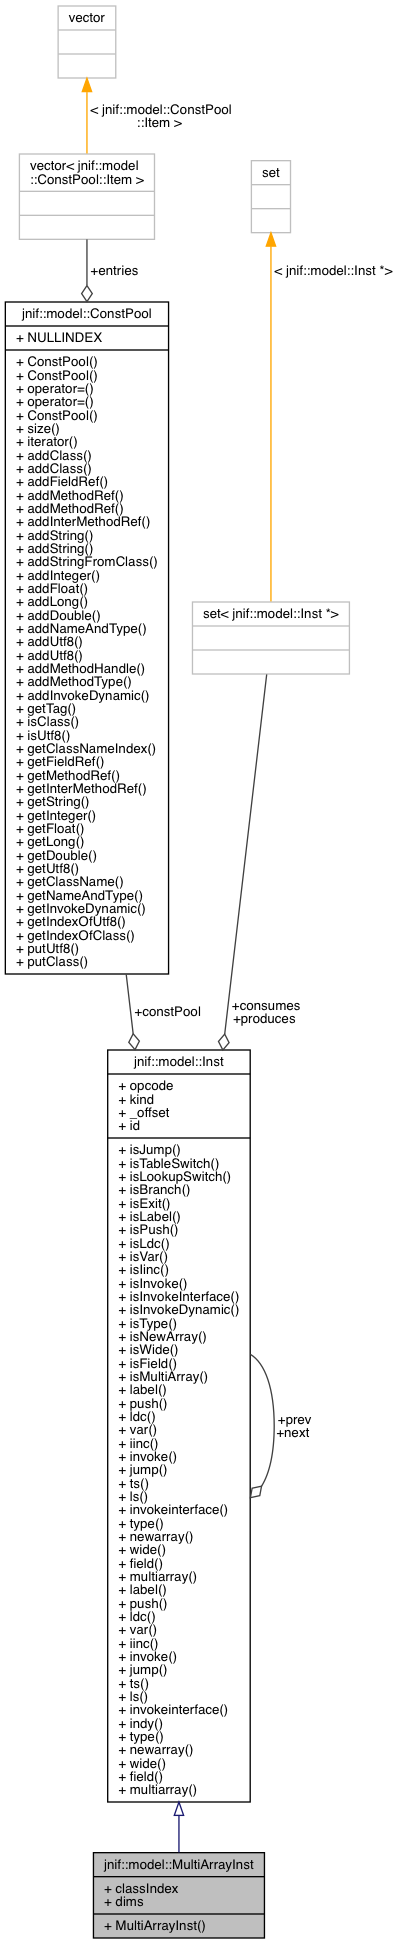 vector
< jnif::model::ConstPool
::Item >
vector< jnif::model
::ConstPool::Item >
set
+entries
< jnif::model::Inst *>
jnif::model::ConstPool
+ NULLINDEX
+ ConstPool()
+ ConstPool()
+ operator=()
+ operator=()
+ ConstPool()
+ size()
+ iterator()
+ addClass()
+ addClass()
+ addFieldRef()
+ addMethodRef()
+ addMethodRef()
+ addInterMethodRef()
+ addString()
+ addString()
+ addStringFromClass()
+ addInteger()
+ addFloat()
+ addLong()
+ addDouble()
+ addNameAndType()
+ addUtf8()
+ addUtf8()
+ addMethodHandle()
+ addMethodType()
+ addInvokeDynamic()
+ getTag()
+ isClass()
+ isUtf8()
+ getClassNameIndex()
+ getFieldRef()
+ getMethodRef()
+ getInterMethodRef()
+ getString()
+ getInteger()
+ getFloat()
+ getLong()
+ getDouble()
+ getUtf8()
+ getClassName()
+ getNameAndType()
+ getInvokeDynamic()
+ getIndexOfUtf8()
+ getIndexOfClass()
+ putUtf8()
+ putClass()
set< jnif::model::Inst *>
+constPool
+consumes
+produces
jnif::model::Inst
+ opcode
+ kind
+ _offset
+ id
+ isJump()
+ isTableSwitch()
+ isLookupSwitch()
+ isBranch()
+ isExit()
+ isLabel()
+ isPush()
+ isLdc()
+ isVar()
+ isIinc()
+ isInvoke()
+ isInvokeInterface()
+ isInvokeDynamic()
+ isType()
+ isNewArray()
+ isWide()
+ isField()
+ isMultiArray()
+ label()
+ push()
+ ldc()
+ var()
+ iinc()
+ invoke()
+ jump()
+ ts()
+ ls()
+ invokeinterface()
+ type()
+ newarray()
+ wide()
+ field()
+ multiarray()
+ label()
+ push()
+ ldc()
+ var()
+ iinc()
+ invoke()
+ jump()
+ ts()
+ ls()
+ invokeinterface()
+ indy()
+ type()
+ newarray()
+ wide()
+ field()
+ multiarray()
+prev
+next
jnif::model::MultiArrayInst
+ classIndex
+ dims
+ MultiArrayInst()